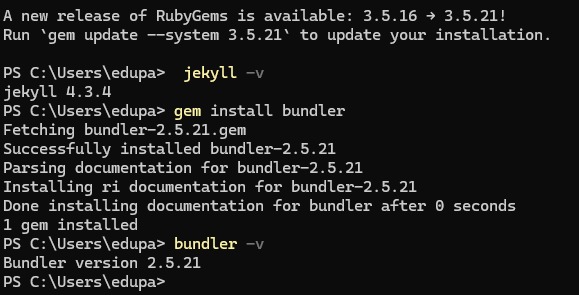 A new release of RubyGems is available: 3.5.16 → 3.5.21!
Run `gem update --system 3.5.21` to update your installation.
PS C:\Users\edupa>  jekyll -v
jekyll 4.3.4
PS C:\Users\edupa> gem install bundler
Fetching bundler-2.5.21.gem
Successfully installed bundler-2.5.21
Parsing documentation for bundler-2.5.21
Installing ri documentation for bundler-2.5.21
Done installing documentation for bundler after 0 seconds
1 gem installed
PS C:\Users\edupa> bundler -v
Bundler version 2.5.21
PS C:\Users\edupa>